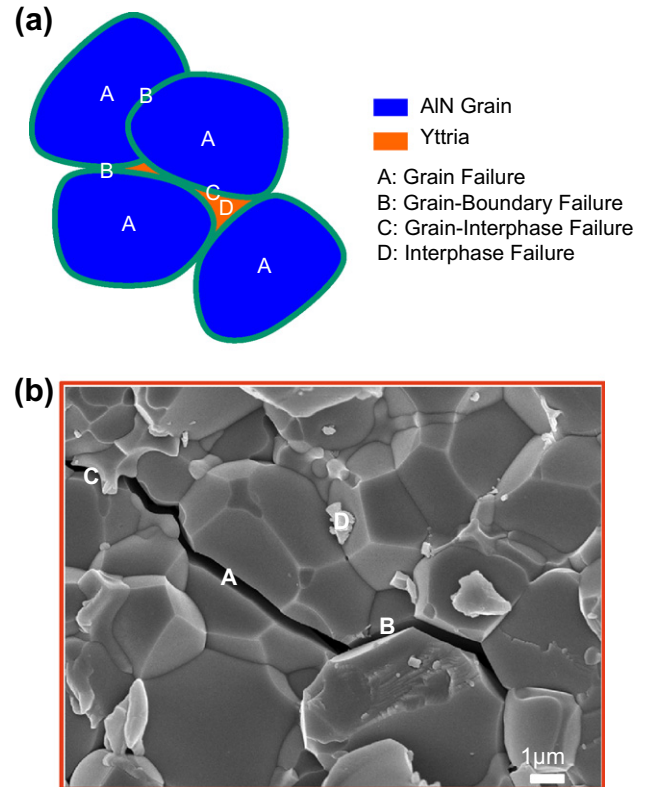 (a)
A
B
A
B
C
D
A
A
AlN Grain
Yttria
A: Grain Failure
B: Grain-Boundary Failure
C: Grain-Interphase Failure
D: Interphase Failure
(b)
C
D
A
B
1μm